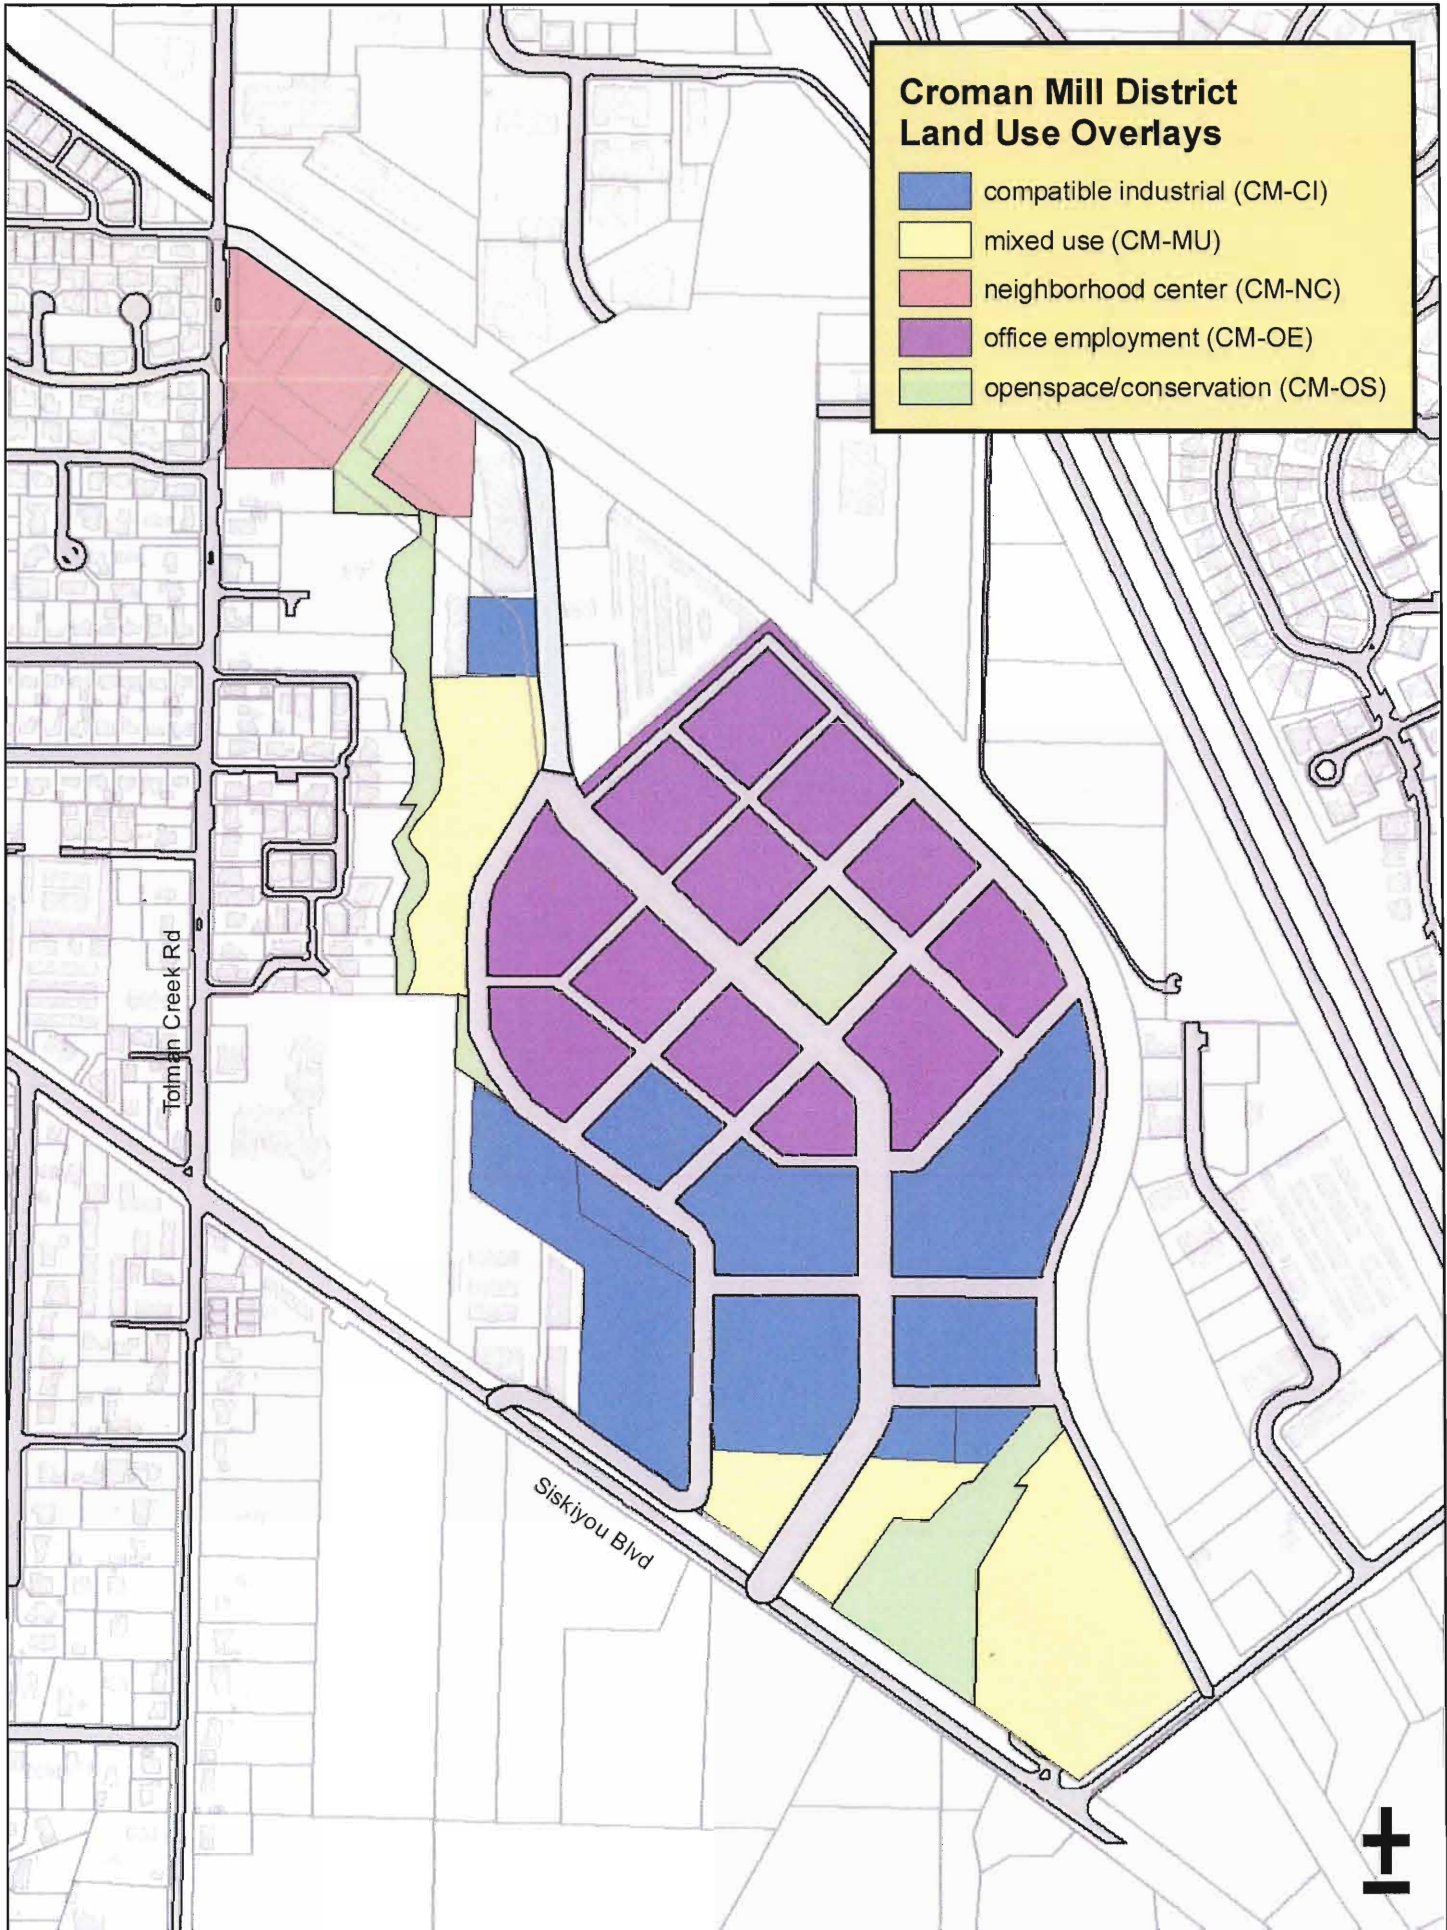 Croman Mill District
Land Use Overlays
compatible industrial (CM-CI)
mixed use (CM-MU)
neighborhood center (CM-NC)
office employment (CM-OE)
openspace/conservation (CM-OS)
Tolman Creek Rd
Siskiyou Blvd